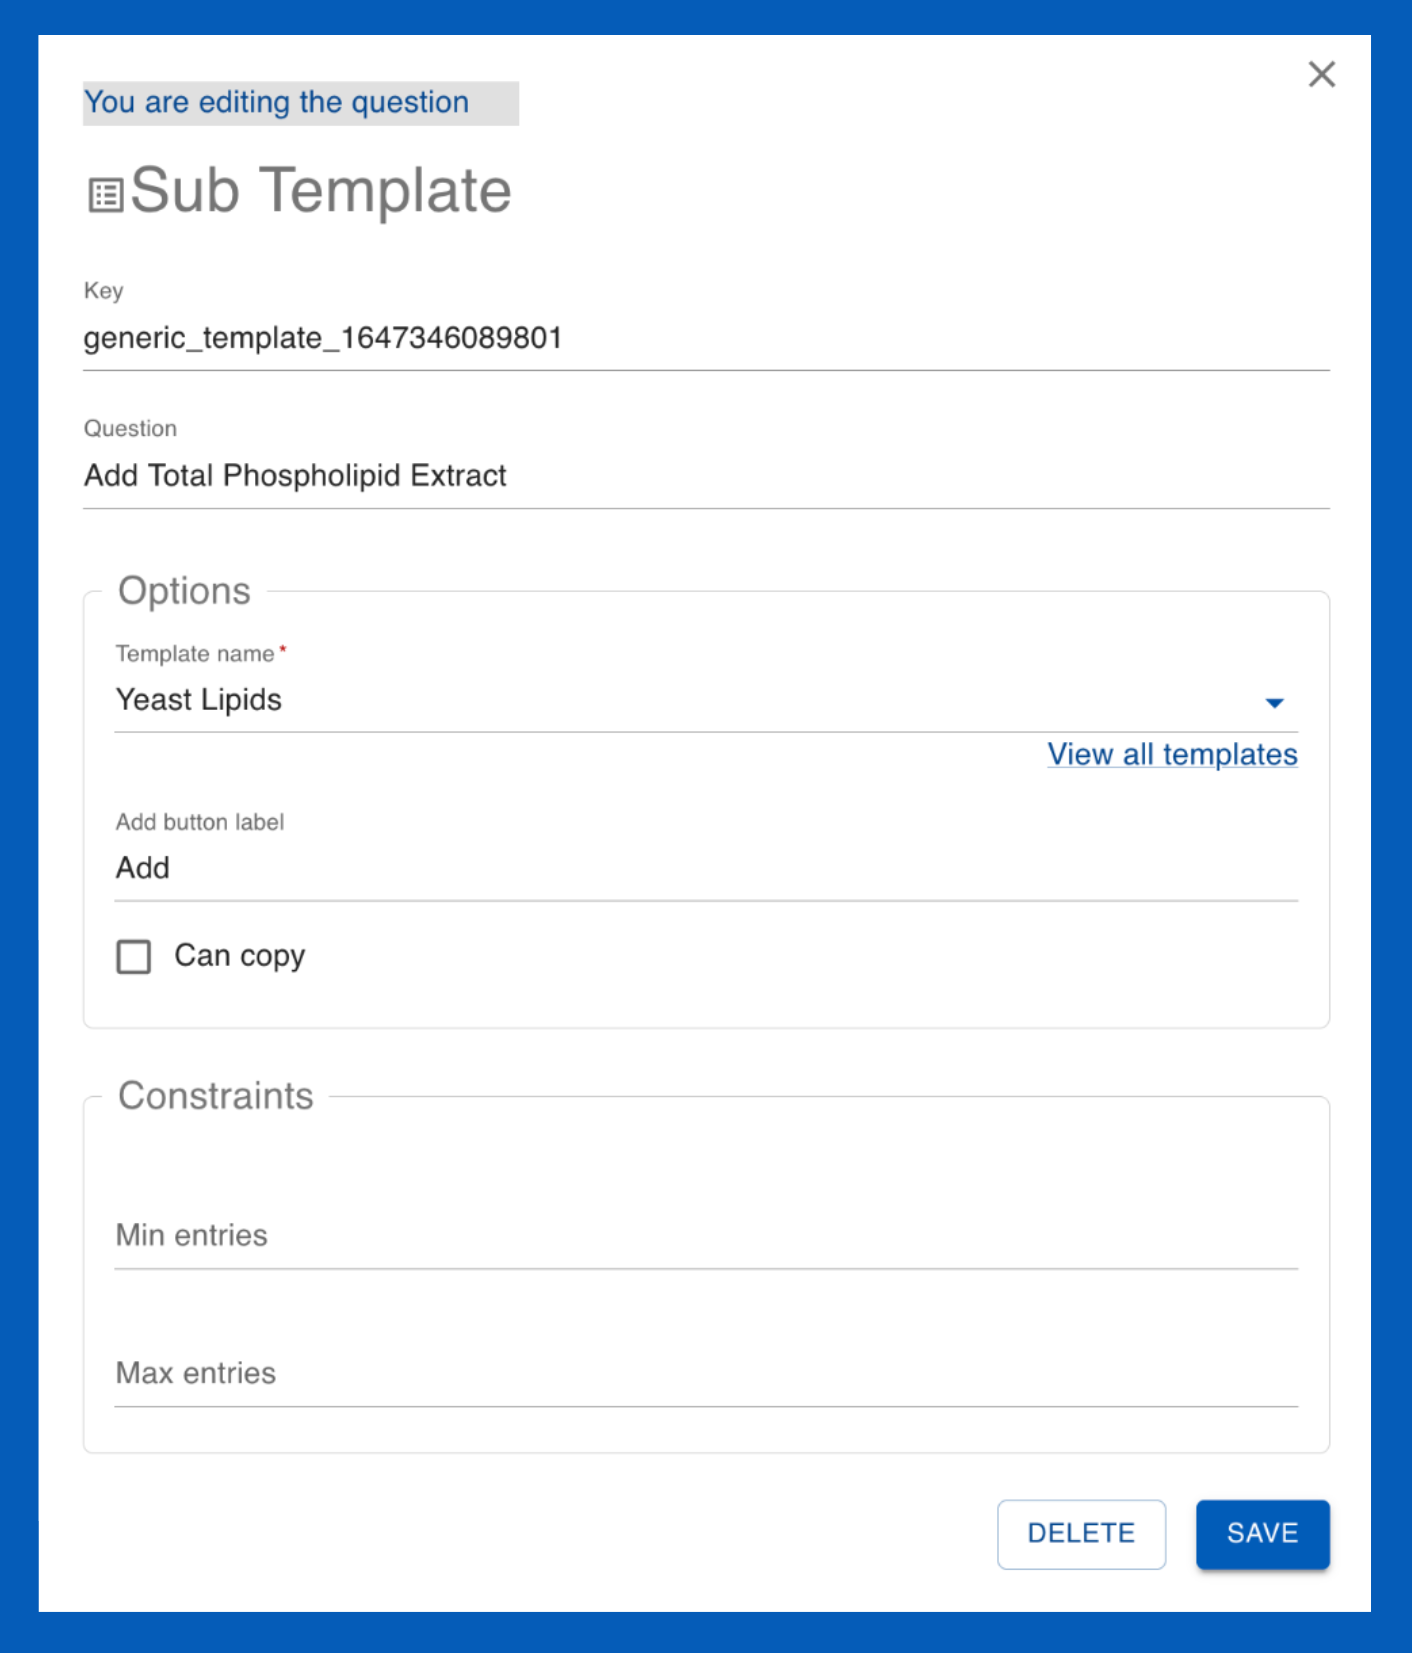 You are editing the question
Sub Template
Key
generic_template_1647346089801
Question
Add Total Phospholipid Extract
Options
Template name*
Yeast Lipids
View all templates
Add button label
Add
Can copy
Constraints
Min entries
Max entries
DELETE
SAVE